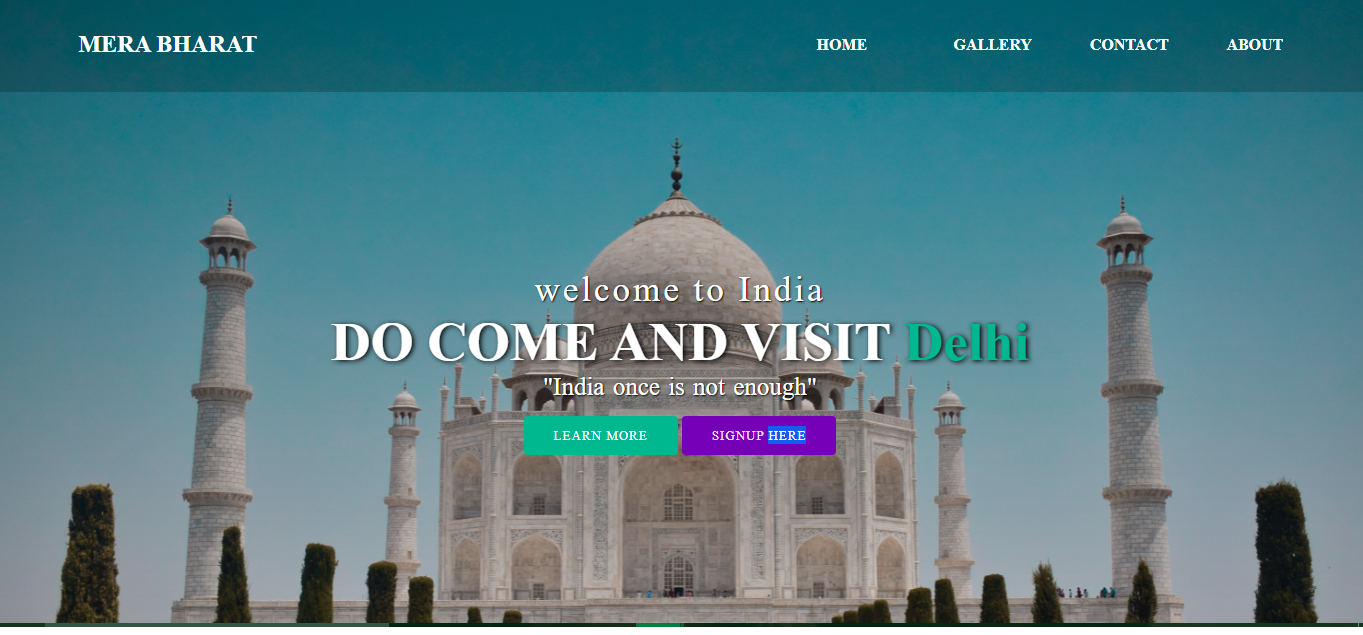 MERA BHARAT
HOME GALLERY CONTACT ABOUT
welcome to India
DO COME AND VISIT Delhi
"India once is not enough"
LEARN MORE SIGNUP HERE